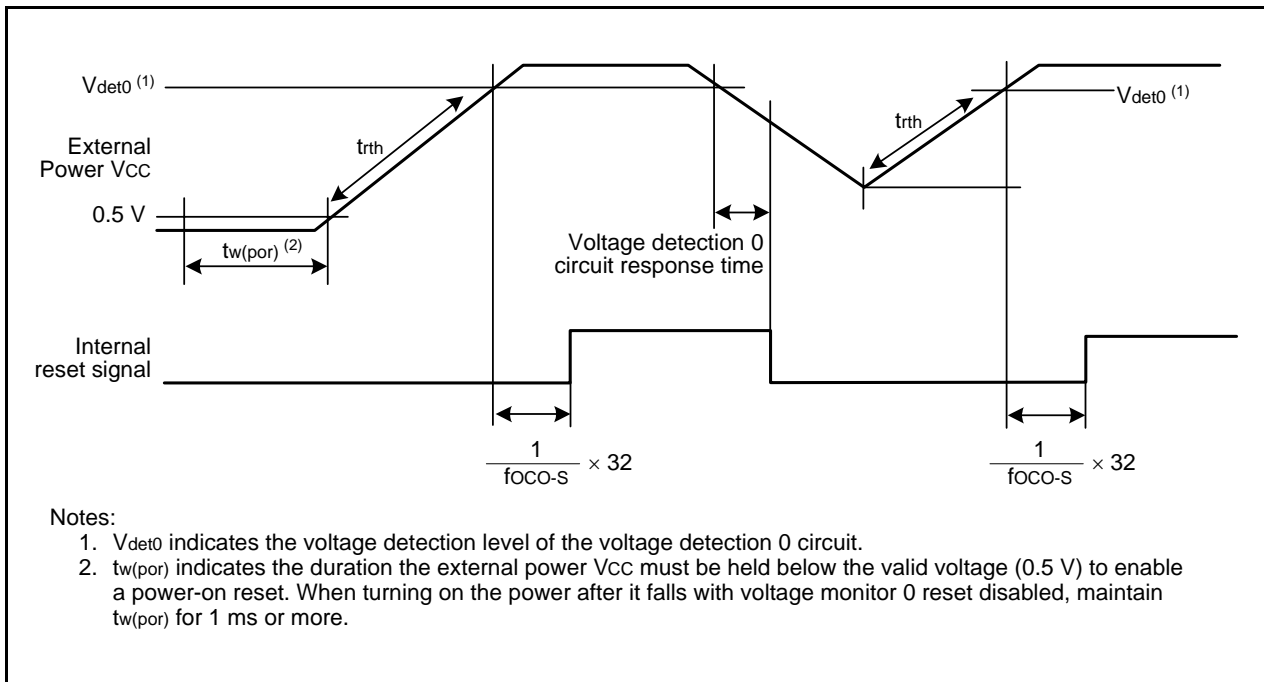 Vdet0 (1)
External
Power VCC
0.5 V
trth
tw(por) (2)
Voltage detection 0
circuit response time
trth
Vdet0 (1)
Internal
reset signal
1
fOCO-S
× 32
1
fOCO-S
× 32
Notes:
1. Vdet0 indicates the voltage detection level of the voltage detection 0 circuit.
2. tw(por) indicates the duration the external power VCC must be held below the valid voltage (0.5 V) to enable
a power-on reset. When turning on the power after it falls with voltage monitor 0 reset disabled, maintain
tw(por) for 1 ms or more.